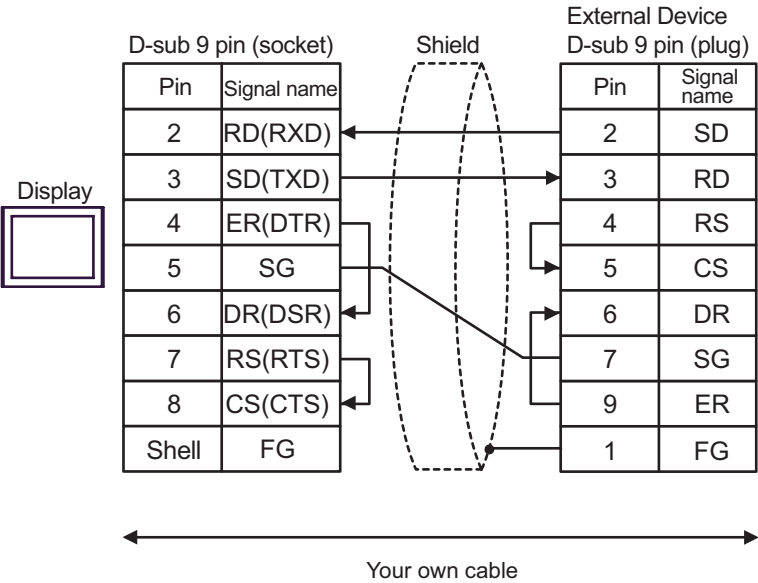 External Device
D-sub 9 pin (socket) Shield D-sub 9 pin (plug)
Pin Signal name Pin Signal name
2 RD(RXD) 2 SD
3 SD(TXD) 3 RD
Display
4 ER(DTR) 4 RS
5 SG 5 CS
6 DR(DSR) 6 DR
7 RS(RTS) 7 SG
8 CS(CTS) 9 ER
Shell FG 1 FG
Your own cable